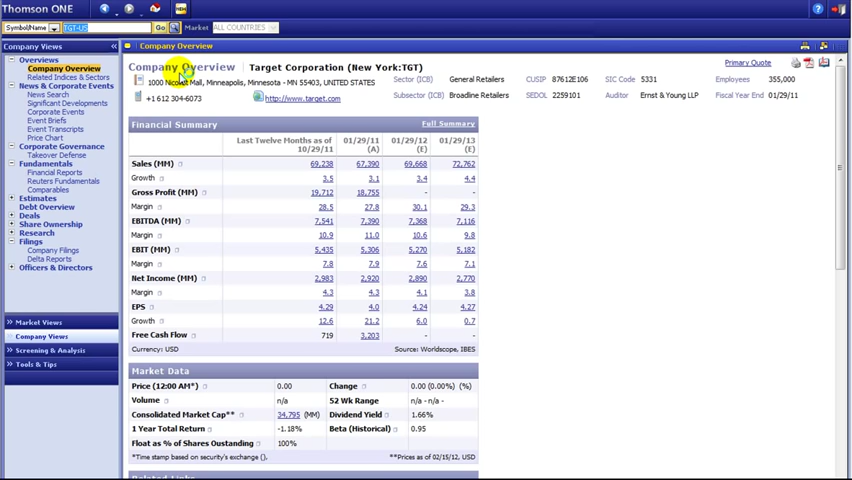 Thomson ONE
NEW
Symbol/Name TGT-US Go Market ALL COUNTRIES
Company Views
Company Overview
Overviews
Company Overview
Related Indices & Sectors
News & Corporate Events
News Search
Significant Developments
Corporate Events
Event Briefs
Event Transcripts
Price Chart
Corporate Governance
Takeover Defense
Fundamentals
Financial Reports
Reuters Fundamentals
Comparables
Estimates
Debt Overview
Deals
Share Ownership
Research
Filings
Company Filings
Delta Reports
Officers & Directors
Market Views
Company Views
Screening & Analysis
Tools & Tips
Company Overview Target Corporation (New York:TGT) Primary Quote
1000 Nicollet Mall, Minneapolis, Minnesota - MN 55403, UNITED STATES
+1 612 304-6073 http://www.target.com
Sector (ICB) General Retailers CUSIP 87612E106 SIC Code 5331 Employees 355,000
Subsector (ICB) Broadline Retailers SEDOL 2259101 Auditor Ernst & Young LLP Fiscal Year End 01/29/11
Financial Summary Full Summary
Last Twelve Months as of 01/29/11 01/29/12 01/29/13
10/29/11 (A) (E) (E)
Sales (MM) 69,238 67,390 69,668 72,762
Growth 3.5 3.1 3.4 4.4
Gross Profit (MM) 19,712 18,755 - -
Margin 28.5 27.8 30.1 29.3
EBITDA (MM) 7,541 7,390 7,368 7,116
Margin 10.9 11.0 10.6 9.8
EBIT (MM) 5,435 5,306 5,270 5,182
Margin 7.8 7.9 7.6 7.1
Net Income (MM) 2,983 2,920 2,890 2,770
Margin 4.3 4.3 4.1 3.8
EPS 4.29 4.0 4.24 4.27
Growth 12.6 21.2 6.0 0.7
Free Cash Flow 719 3,203 - -
Currency: USD Source: Worldscope, IBES
Market Data
Price (12:00 AM*) 0.00 Change 0.00 (0.00%) (%)
Volume n/a 52 Wk Range n/a - n/a -
Consolidated Market Cap** 34,795 (MM) Dividend Yield 1.66%
1 Year Total Return -1.18% Beta (Historical) 0.95
Float as % of Shares Oustanding 100%
*Time stamp based on security's exchange (), **Prices as of 02/15/12, USD
Related Links